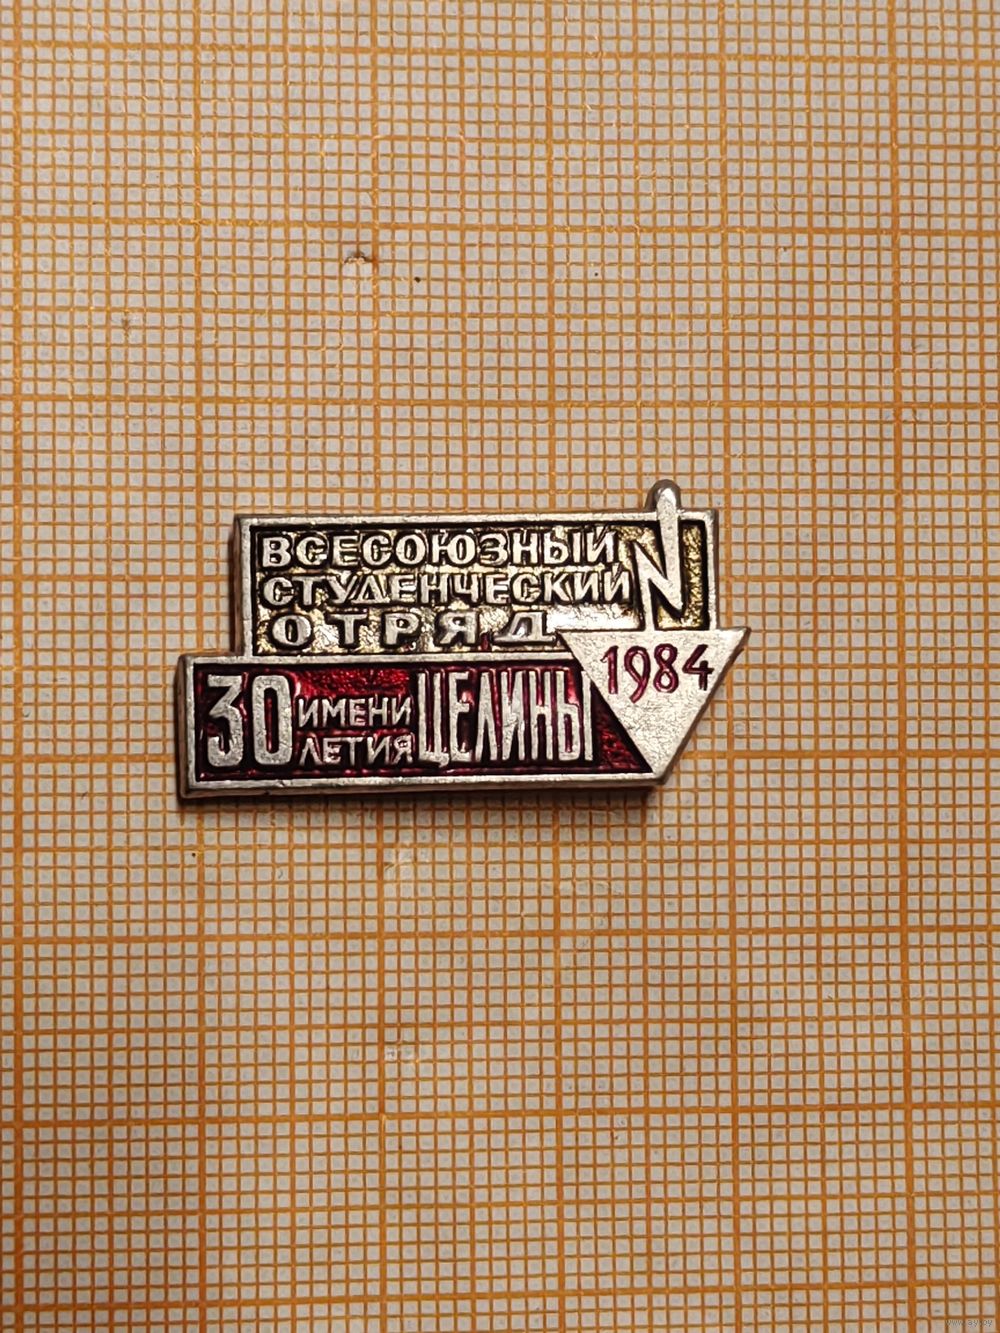 ВСЕСОЮЗНЫЙ
СТУДЕНЧЕСКИЙ
ОТРЯД
1984
30 ИМЕНИ ЛЕТИЯ ЦЕЛИНЫ